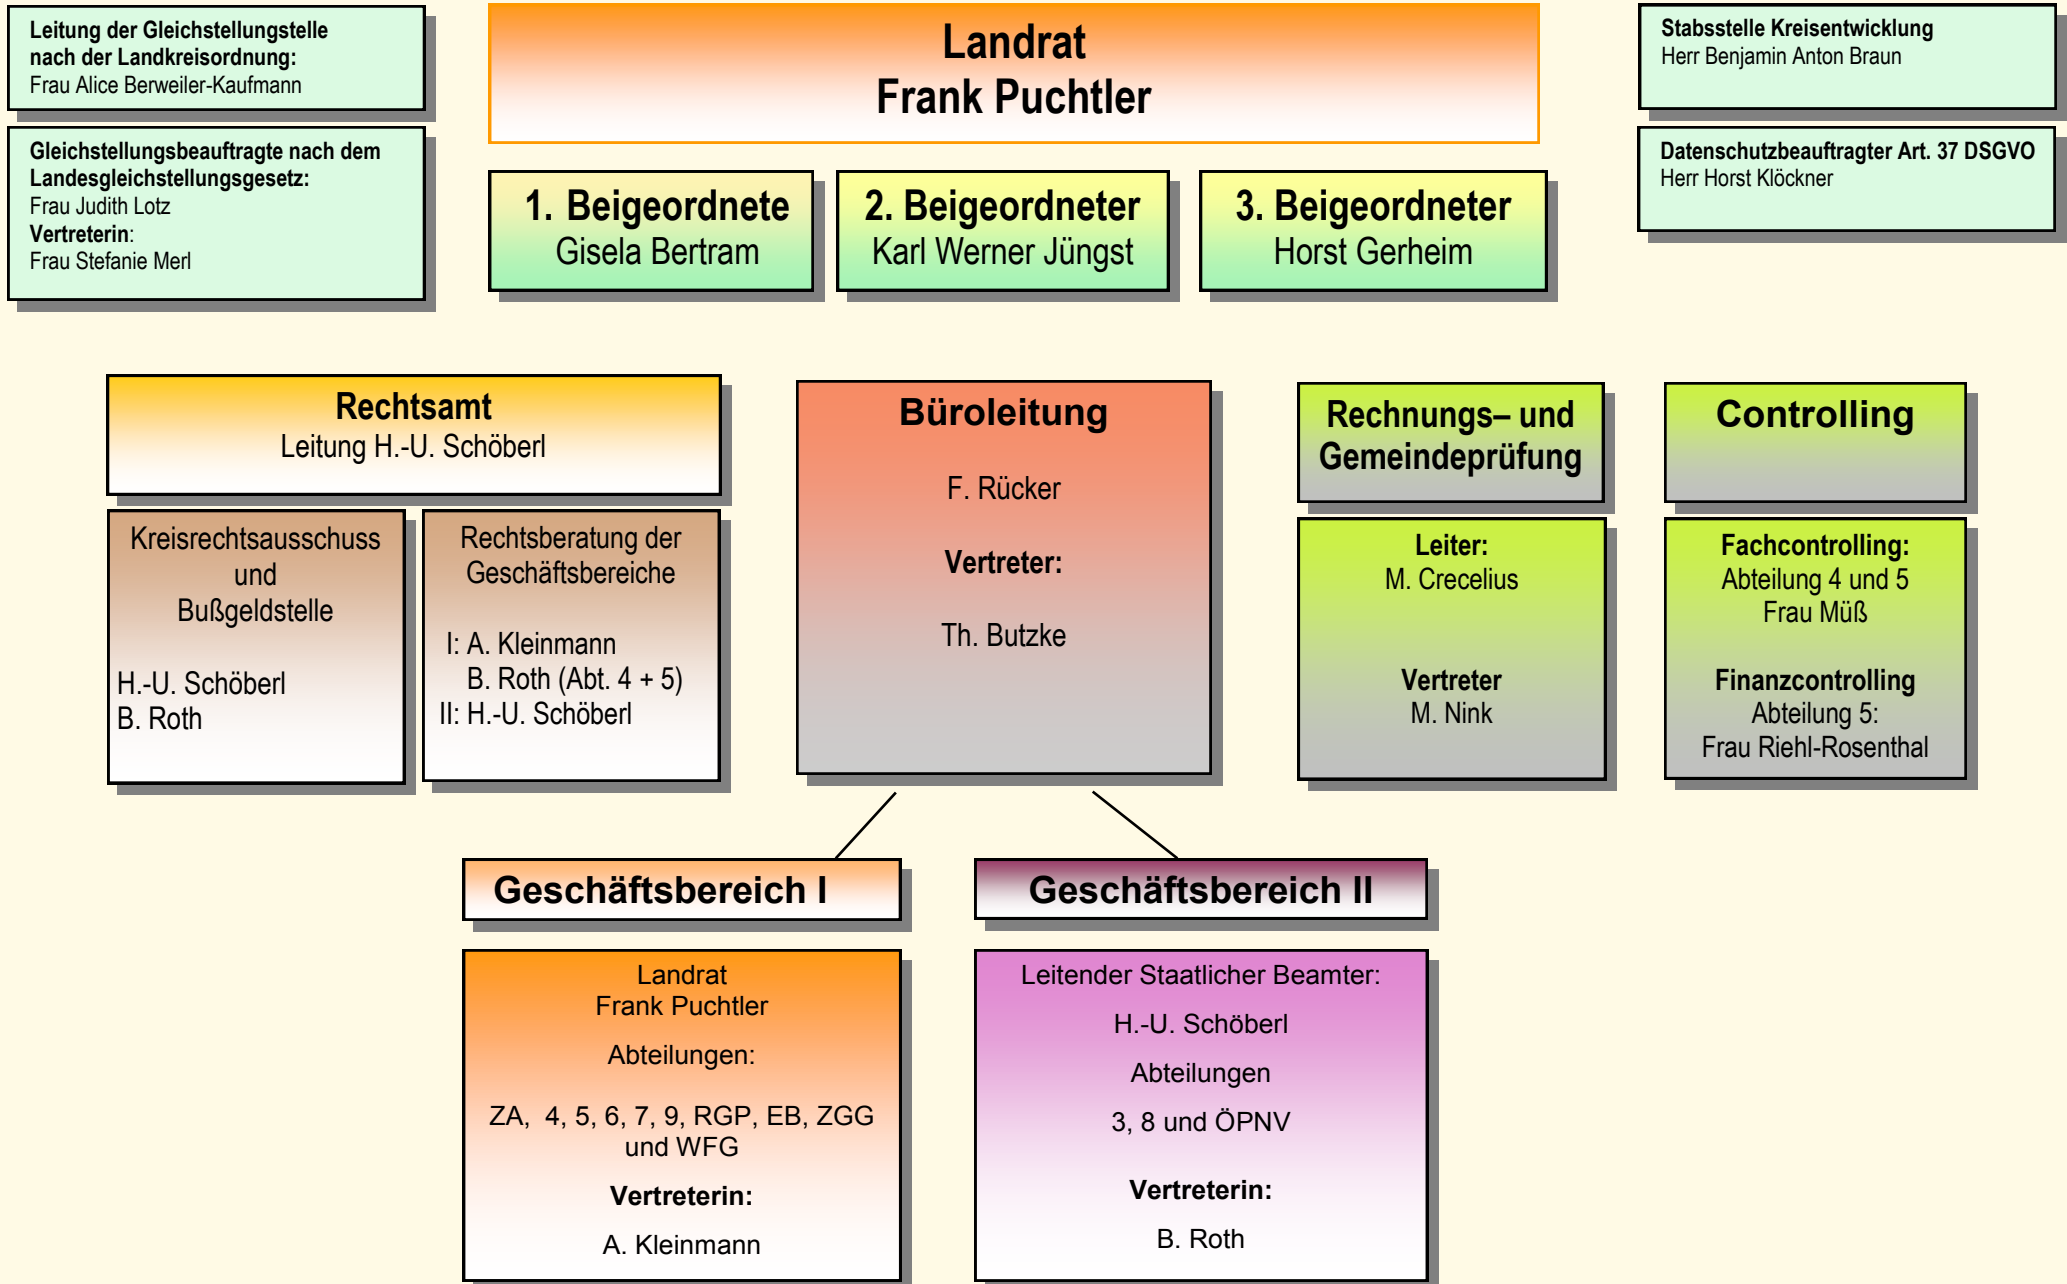 Leitung der Gleichstellungstelle
nach der Landkreisordnung:
Frau Alice Berweiler-Kaufmann
Gleichstellungsbeauftragte nach dem
Landesgleichstellungsgesetz:
Frau Judith Lotz
Vertreterin:
Frau Stefanie Merl
Landrat
Frank Puchtler
1. Beigeordnete
Gisela Bertram
2. Beigeordneter
Karl Werner Jüngst
3. Beigeordneter
Horst Gerheim
Stabsstelle Kreisentwicklung
Herr Benjamin Anton Braun
Datenschutzbeauftragter Art. 37 DSGVO
Herr Horst Klöckner
Rechtsamt
Leitung H.-U. Schöberl
Kreisrechtsausschuss
und
Bußgeldstelle
H.-U. Schöberl
B. Roth
Rechtsberatung der
Geschäftsbereiche
I: A. Kleinmann
B. Roth (Abt. 4 + 5)
II: H.-U. Schöberl
Büroleitung
F. Rücker
Vertreter:
Th. Butzke
Rechnungs– und
Gemeindeprüfung
Leiter:
M. Crecelius
Vertreter
M. Nink
Controlling
Fachcontrolling:
Abteilung 4 und 5
Frau Müß
Finanzcontrolling
Abteilung 5:
Frau Riehl-Rosenthal
Geschäftsbereich I
Landrat
Frank Puchtler
Abteilungen:
ZA, 4, 5, 6, 7, 9, RGP, EB, ZGG
und WFG
Vertreterin:
A. Kleinmann
Geschäftsbereich II
Leitender Staatlicher Beamter:
H.-U. Schöberl
Abteilungen
3, 8 und ÖPNV
Vertreterin:
B. Roth